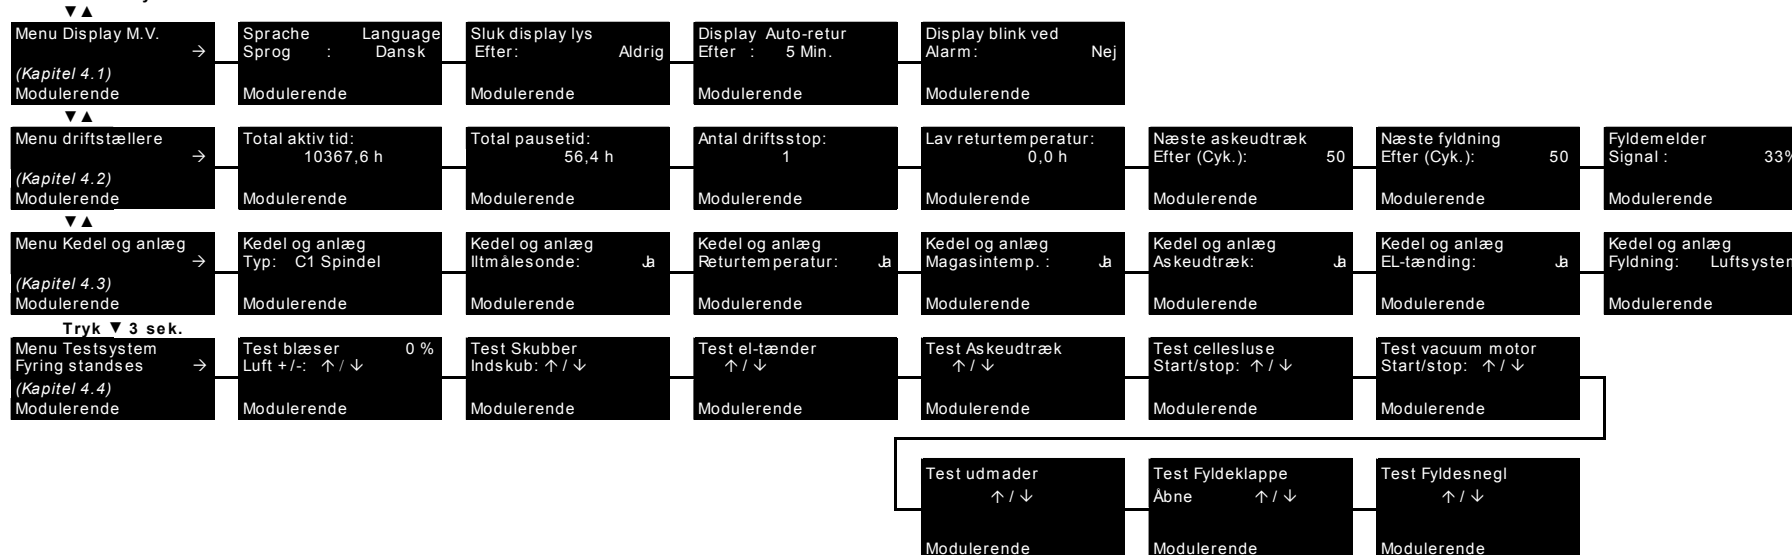 ▼▲
Menu Display M.V.
→
(Kapitel 4.1)
Modulerende
Sprache Language
Sprog : Dansk
Modulerende
Sluk display lys
Efter: Aldrig
Modulerende
Display Auto-retur
Efter : 5 Min.
Modulerende
Display blink ved
Alarm: Nej
Modulerende
▼▲
Menu driftstællere
→
(Kapitel 4.2)
Modulerende
Total aktiv tid:
10367,6 h
Modulerende
Total pausetid:
56,4 h
Modulerende
Antal driftsstop:
1
Modulerende
Lav returtemperatur:
0,0 h
Modulerende
Næste askeudtræk
Efter (Cyk.): 50
Modulerende
Næste fyldning
Efter (Cyk.): 50
Modulerende
Fyldemelder
Signal : 33%
Modulerende
▼▲
Menu Kedel og anlæg
→
(Kapitel 4.3)
Modulerende
Kedel og anlæg
Typ: C1 Spindel
Modulerende
Kedel og anlæg
Iltmålesonde: Ja
Modulerende
Kedel og anlæg
Returtemperatur: Ja
Modulerende
Kedel og anlæg
Magasintemp. : Ja
Modulerende
Kedel og anlæg
Askeudtræk: Ja
Modulerende
Kedel og anlæg
EL-tænding: Ja
Modulerende
Kedel og anlæg
Fyldning: Luftsystem
Modulerende
Tryk ▼ 3 sek.
Menu Testsystem
Fyring standses →
(Kapitel 4.4)
Modulerende
Test blæser 0 %
Luft +/-: ↑ / ↓
Modulerende
Test Skubber
Indskub: ↑ / ↓
Modulerende
Test el-tænder
↑ / ↓
Modulerende
Test Askeudtræk
↑ / ↓
Modulerende
Test cellesluse
Start/stop: ↑ / ↓
Modulerende
Test vacuum motor
Start/stop: ↑ / ↓
Modulerende
Test udmader
↑ / ↓
Modulerende
Test Fyldeklappe
Åbne ↑ / ↓
Modulerende
Test Fyldesnegl
↑ / ↓
Modulerende